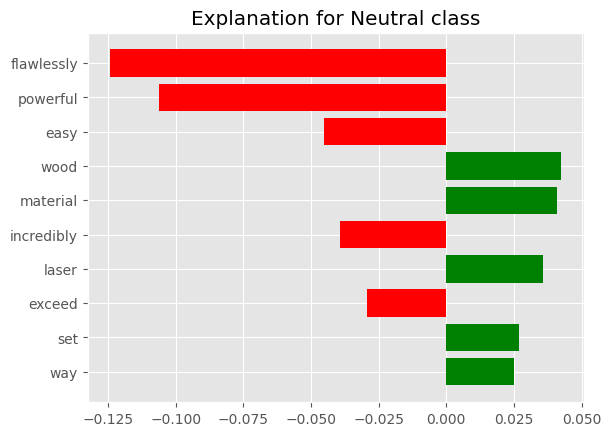 Explanation for Neutral class
flawlessly
powerful
easy
wood
material
incredibly
laser
exceed
set
way
−0.125 −0.100 −0.075 −0.050 −0.025 0.000 0.025 0.050